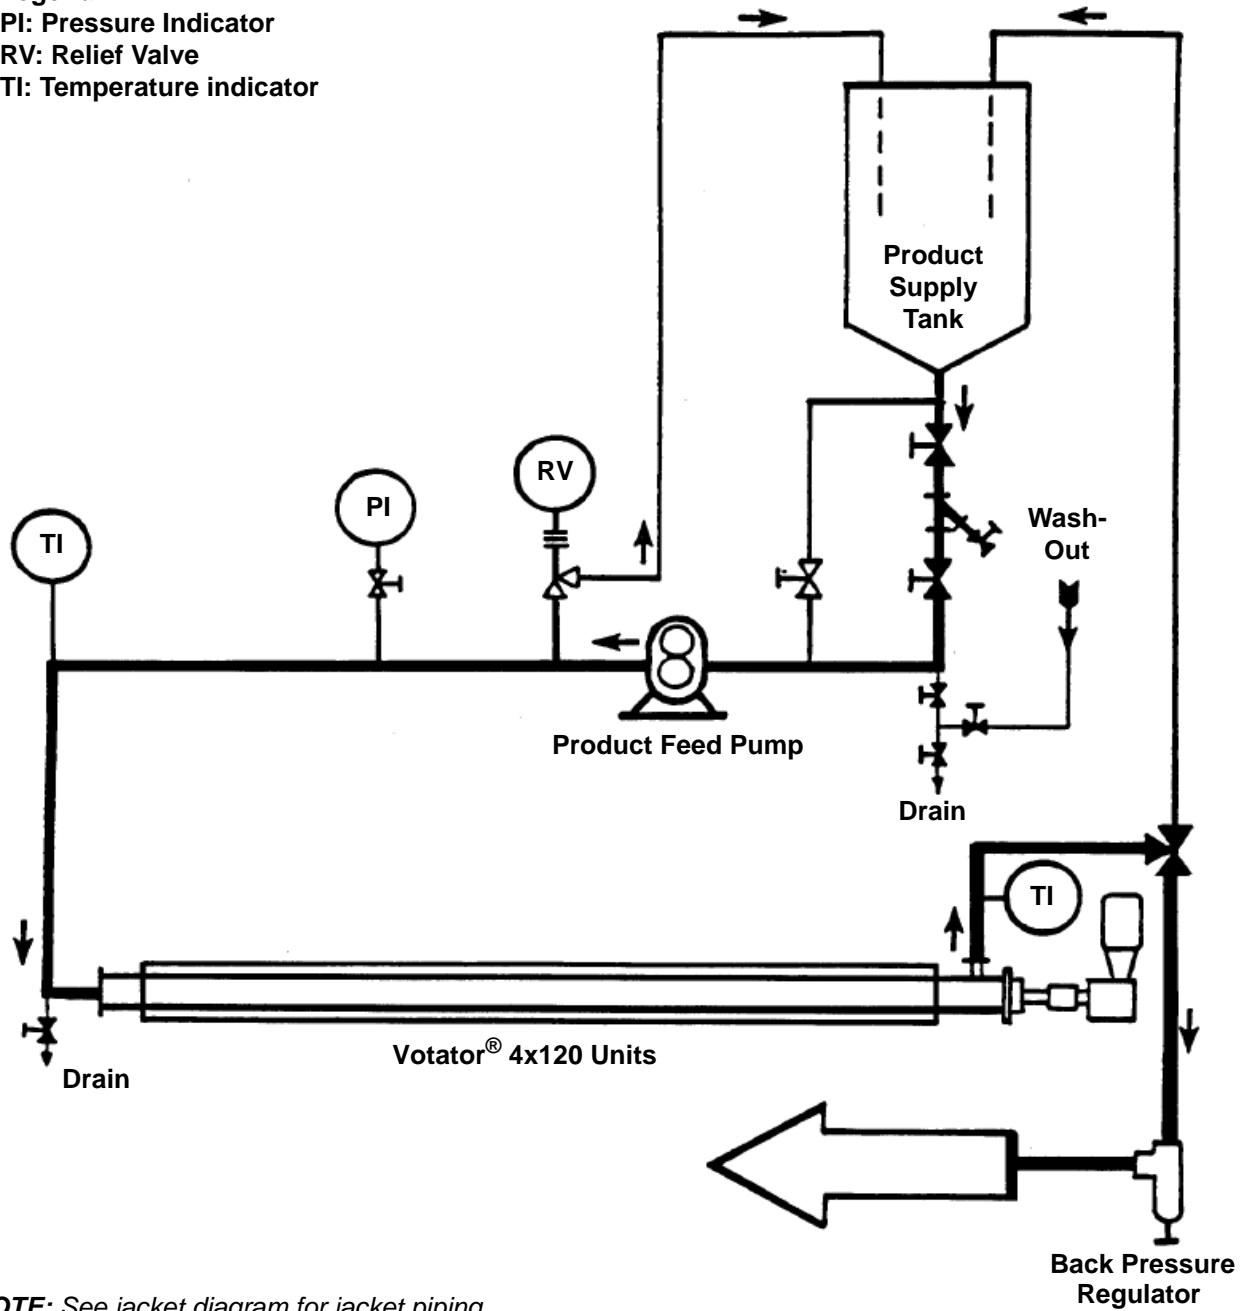 PI: Pressure Indicator
RV: Relief Valve
TI: Temperature indicator
Product
Supply
Tank
RV
PI
TI
Wash-
Out
Product Feed Pump
Drain
TI
Votator® 4x120 Units
Drain
Back Pressure
Regulator
See jacket diagram for jacket piping